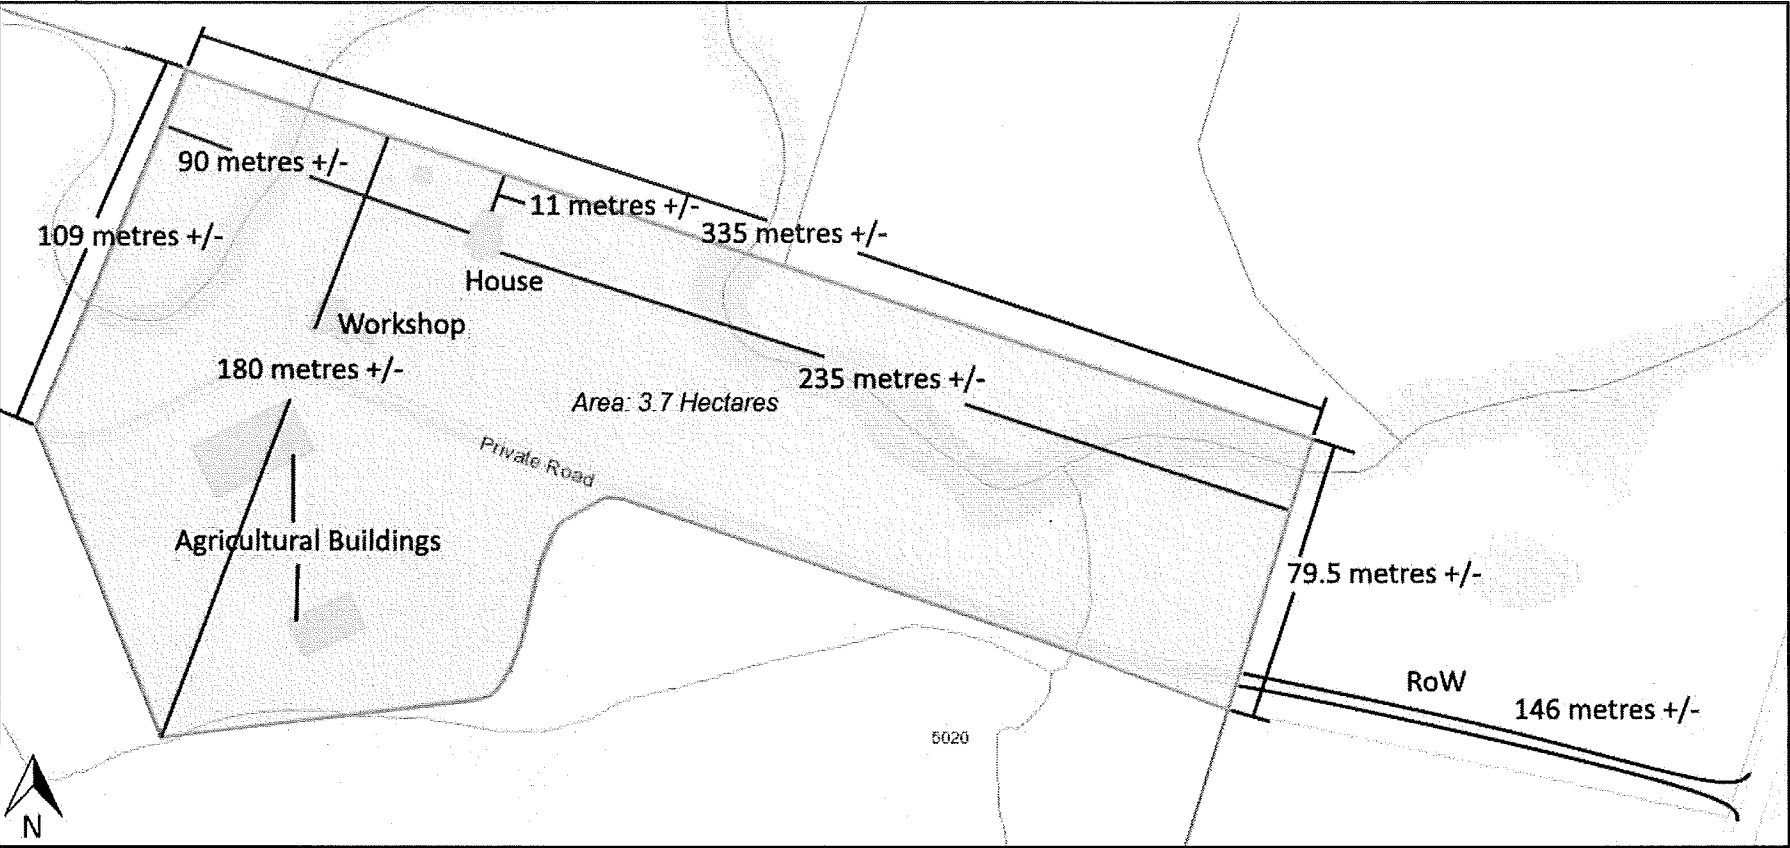 90 metres +/-
11 metres +/-
335 metres +/-
109 metres +/-
House
Workshop
180 metres +/-
235 metres +/-
Area: 3.7 Hectares
Private Road
Agricultural Buildings
79.5 metres +/-
RoW
146 metres +/-
5020
N